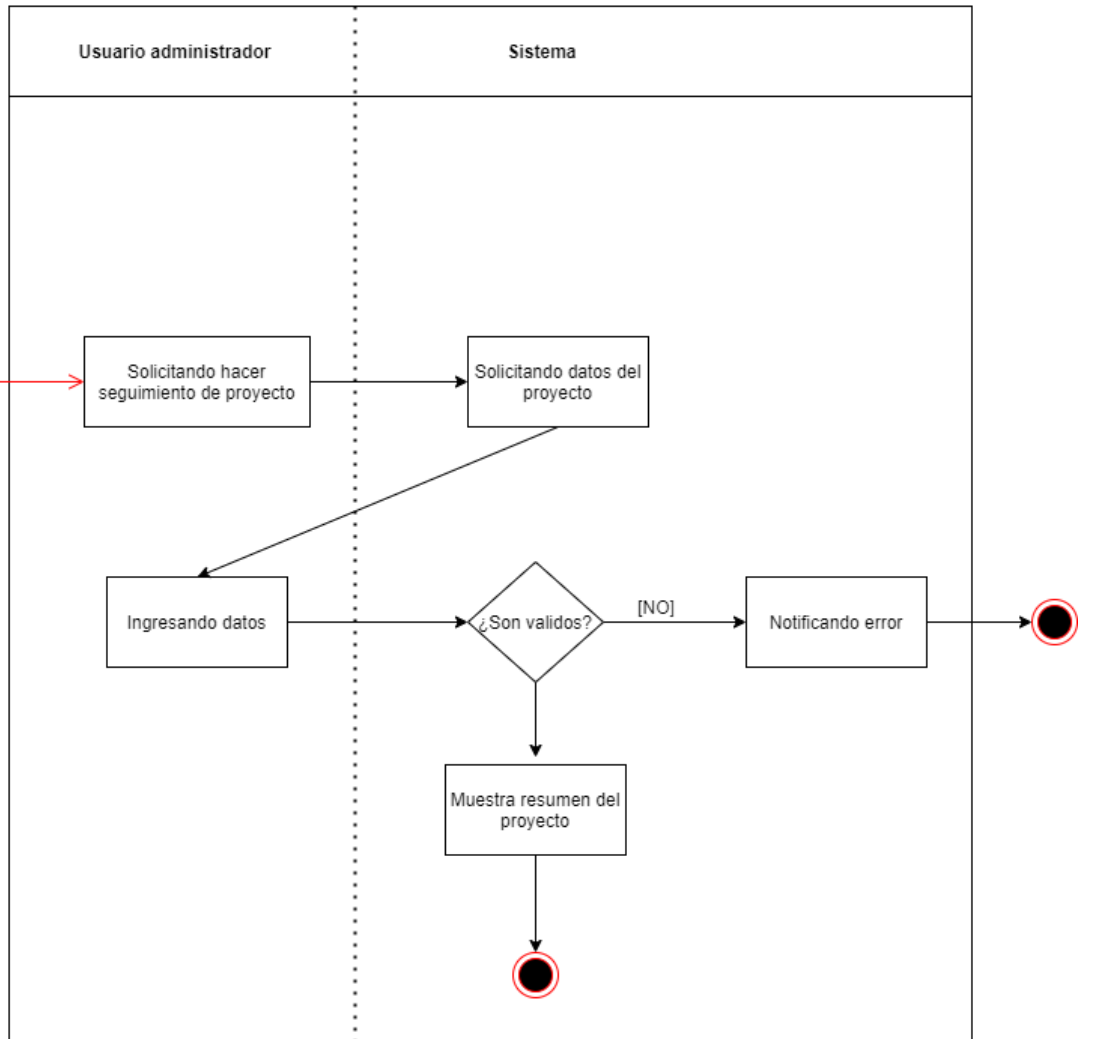 Usuario administrador
Sistema
Solicitando hacer
seguimiento de proyecto
Solicitando datos del
proyecto
Ingresando datos
¿Son validos?
[NO]
Notificando error
Muestra resumen del
proyecto